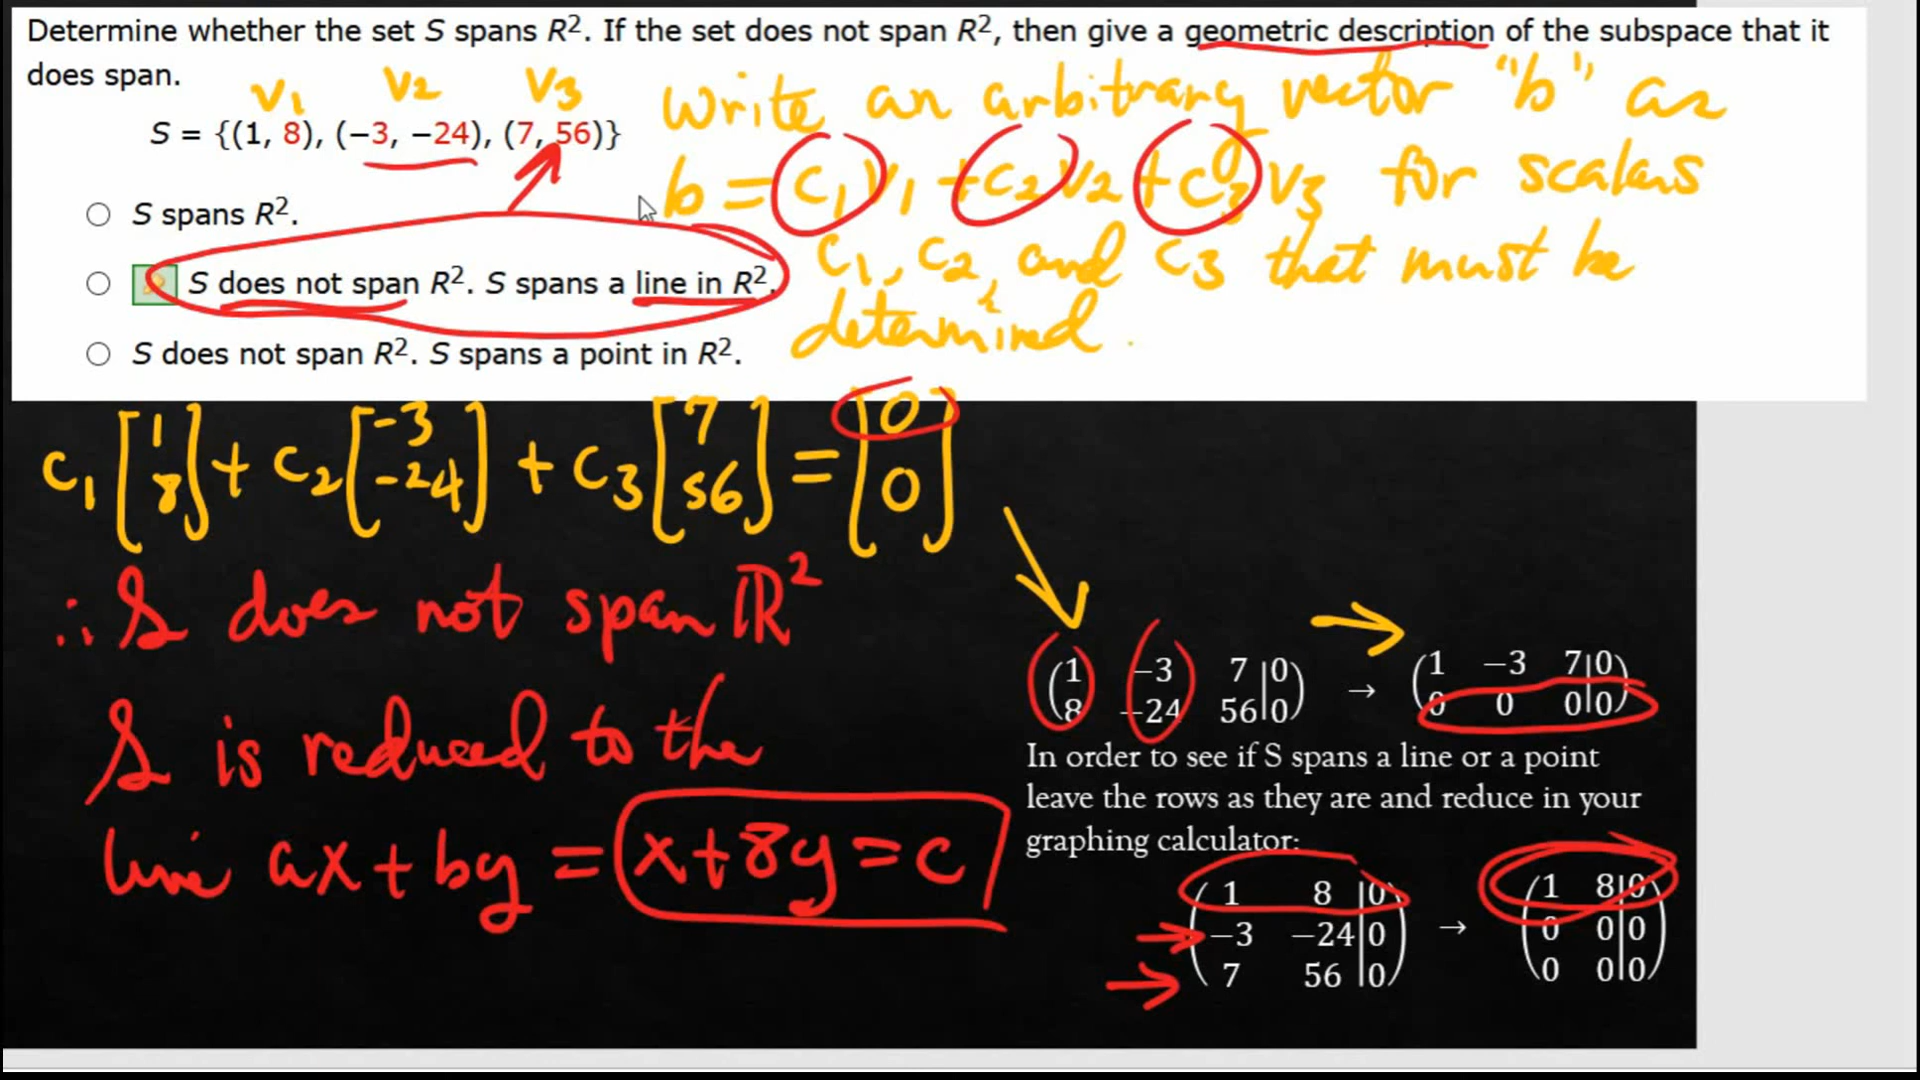 Determine whether the set S spans R². If the set does not span R², then give a geometric description of the subspace that it
does span.
V1 V2 V3
S = {(1, 8), (−3, −24), (7, 56)}
Write an arbitrary vector "b" as
b = c₁v₁ + c₂v₂ + c₃v₃ for scalars
c₁, c₂, and c₃ that must be
determined.
S spans R².
S does not span R². S spans a line in R².
S does not span R². S spans a point in R².
c₁ [1 8] + c₂ [-3 -24] + c₃ [7 56] = [0 0]
∴ S does not span ℝ²
S is reduced to the
line ax + by = x + 8y = c
(1 −3 7 | 0) → (1 −3 7 | 0)
(8 −24 56 | 0) (0 0 0 | 0)
In order to see if S spans a line or a point
leave the rows as they are and reduce in your
graphing calculator:
(1 8 | 0) → (1 8 | 0)
(−3 −24 | 0) (0 0 | 0)
(7 56 | 0) (0 0 | 0)